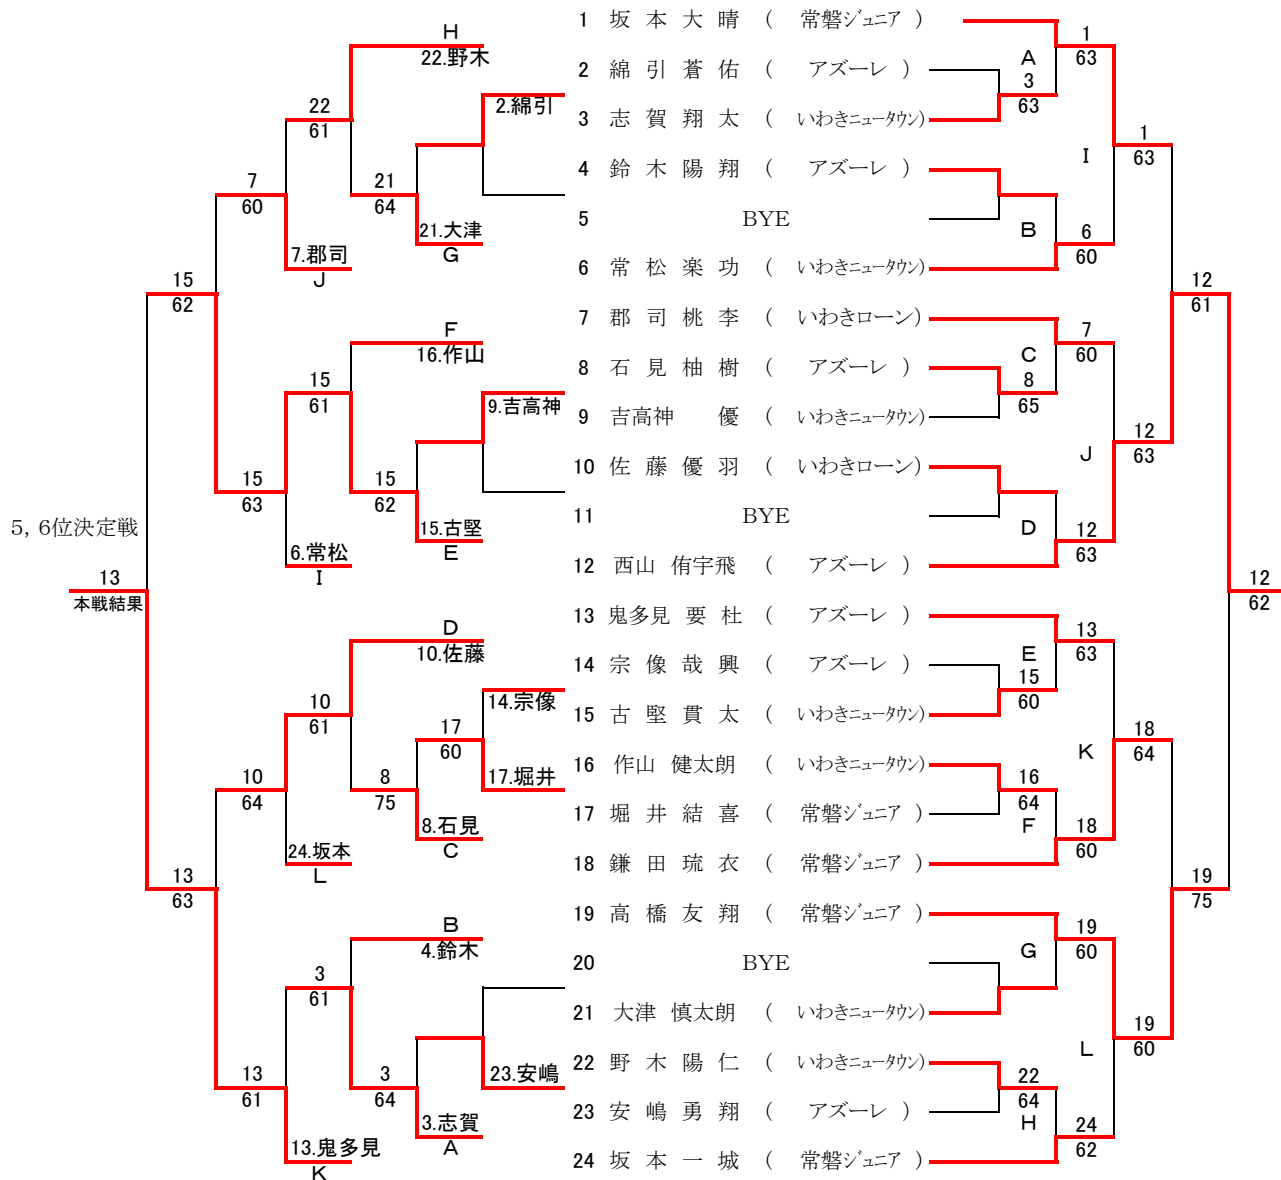 1 坂本大晴 ( 常磐ジュニア )
2 綿引蒼佑 ( アズーレ )
3 志賀翔太 ( いわきニュータウン)
4 鈴木陽翔 ( アズーレ )
5 BYE
6 常松楽功 ( いわきニュータウン)
7 郡司桃李 ( いわきローン)
8 石見柚樹 ( アズーレ )
9 吉高神 優 ( いわきニュータウン)
10 佐藤優羽 ( いわきローン)
11 BYE
12 西山 侑宇飛 ( アズーレ )
13 鬼多見 要杜 ( アズーレ )
14 宗像哉興 ( アズーレ )
15 古堅貫太 ( いわきニュータウン)
16 作山 健太朗 ( いわきニュータウン)
17 堀井結喜 ( 常磐ジュニア )
18 鎌田琉衣 ( 常磐ジュニア )
19 高橋友翔 ( 常磐ジュニア )
20 BYE
21 大津 慎太朗 ( いわきニュータウン)
22 野木陽仁 ( いわきニュータウン)
23 安嶋勇翔 ( アズーレ )
24 坂本一城 ( 常磐ジュニア )
A
3
63
B
C
8
65
D
E
15
60
16
64
F
G
22
64
H
1
63
6
60
7
60
12
63
13
63
18
60
19
60
24
62
I
J
K
L
1
63
12
63
18
64
19
60
12
61
19
75
12
62
H
22.野木
2.綿引
22
61
21
64
21.大津
G
7
60
7.郡司
J
15
62
F
16.作山
9.吉高神
15
61
15
62
15.古堅
E
15
63
6.常松
I
5, 6位決定戦
13
本戦結果
D
10.佐藤
14.宗像
10
61
17
60
17.堀井
10
64
8
75
8.石見
C
24.坂本
L
13
63
B
4.鈴木
3
61
23.安嶋
13
61
3
64
3.志賀
A
13.鬼多見
K